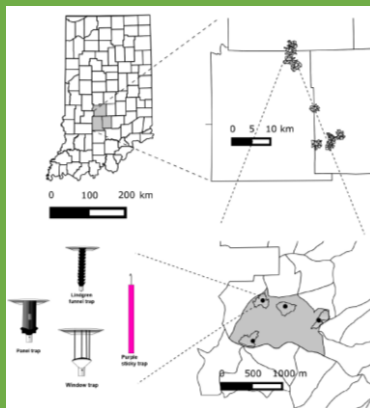 0 5 10 km
0 100 200 km
Lindgren
funnel trap
Panel trap
Window trap
Purple
sticky trap
0 500 1000 m